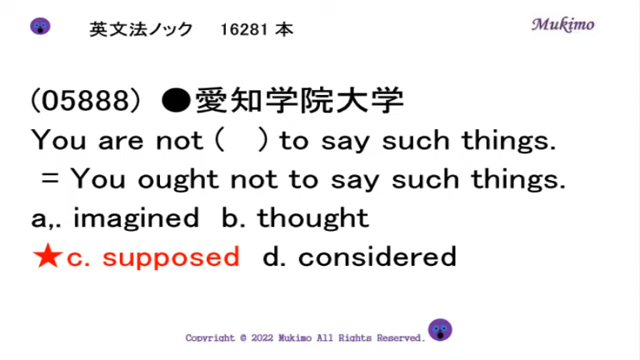 英文法ノック 16281 本
Mukimo
(05888) ●愛知学院大学
You are not ( ) to say such things.
= You ought not to say such things.
a,. imagined b. thought
★c. supposed d. considered
Copyright © 2022 Mukimo All Rights Reserved.